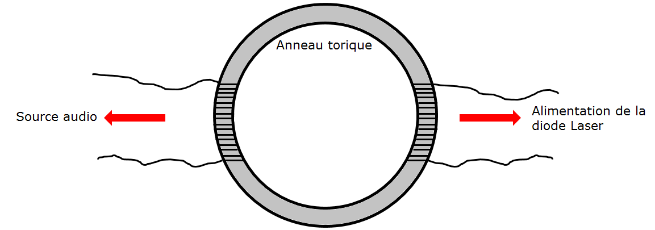 Anneau torique
Source audio
Alimentation de la
diode Laser